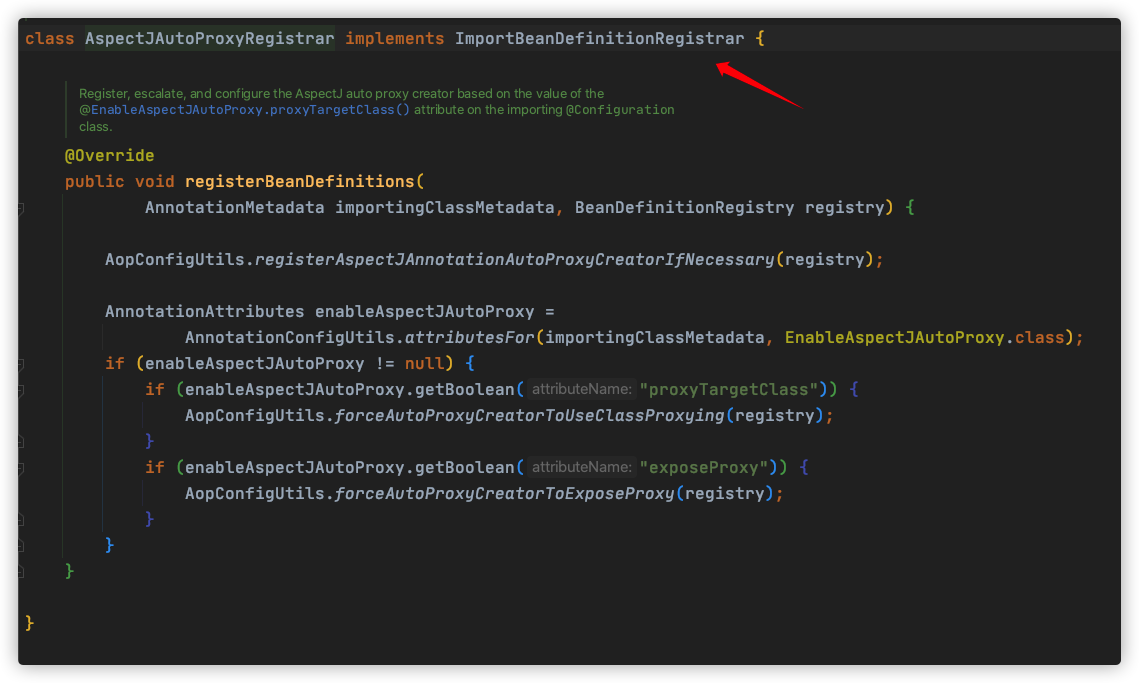 class AspectJAutoProxyRegistrar implements ImportBeanDefinitionRegistrar {
Register, escalate, and configure the AspectJ auto proxy creator based on the value of the
@EnableAspectJAutoProxy.proxyTargetClass() attribute on the importing @Configuration
class.
@Override
public void registerBeanDefinitions(
AnnotationMetadata importingClassMetadata, BeanDefinitionRegistry registry) {
AopConfigUtils.registerAspectJAnnotationAutoProxyCreatorIfNecessary(registry);
AnnotationAttributes enableAspectJAutoProxy =
AnnotationConfigUtils.attributesFor(importingClassMetadata, EnableAspectJAutoProxy.class);
if (enableAspectJAutoProxy != null) {
if (enableAspectJAutoProxy.getBoolean( attributeName: "proxyTargetClass")) {
AopConfigUtils.forceAutoProxyCreatorToUseClassProxying(registry);
}
if (enableAspectJAutoProxy.getBoolean( attributeName: "exposeProxy")) {
AopConfigUtils.forceAutoProxyCreatorToExposeProxy(registry);
}
}
}
}